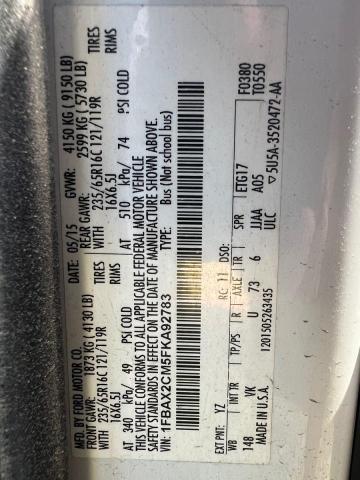 MFD. BY FORD MOTOR CO.
DATE: 05/15 GVWR: 4150 KG ( 9150 LB)
FRONT GAWR: 1873 KG ( 4130 LB) REAR GAWR: 2599 KG ( 5730 LB)
WITH 235/65R16C 121/119R TIRES WITH 235/65R16C 121/119R TIRES
16X6.5J RIMS 16X6.5J RIMS
AT 340 kPa/ 49 PSI COLD AT 510 kPa/ 74 PSI COLD
THIS VEHICLE CONFORMS TO ALL APPLICABLE FEDERAL MOTOR VEHICLE SAFETY STANDARDS IN EFFECT ON THE DATE OF MANUFACTURE SHOWN ABOVE.
VIN: 1FBAX2CM5FKA92783 TYPE: Bus (Not school bus)
F0380
T0550
EXT PNT: YZ RC: 11 DSO:
WB INT TR TP/PS R AXLE TR SPR ETG17
148 VK U 73 6 JJAA A05
MADE IN U.S.A. ULC
1201505263435 ▽5U5A-3520472-AA